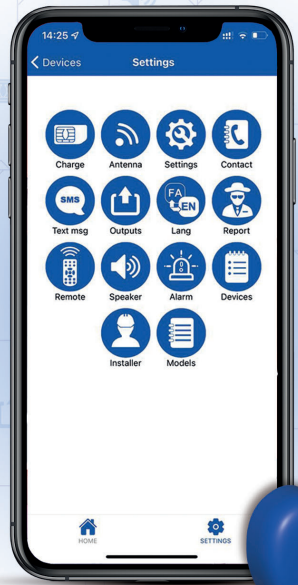 14:25
Devices
Settings
Charge
Antenna
Settings
Contact
SMS
FA
EN
Text msg
Outputs
Lang
Report
Remote
Speaker
Alarm
Devices
Installer
Models
HOME
SETTINGS